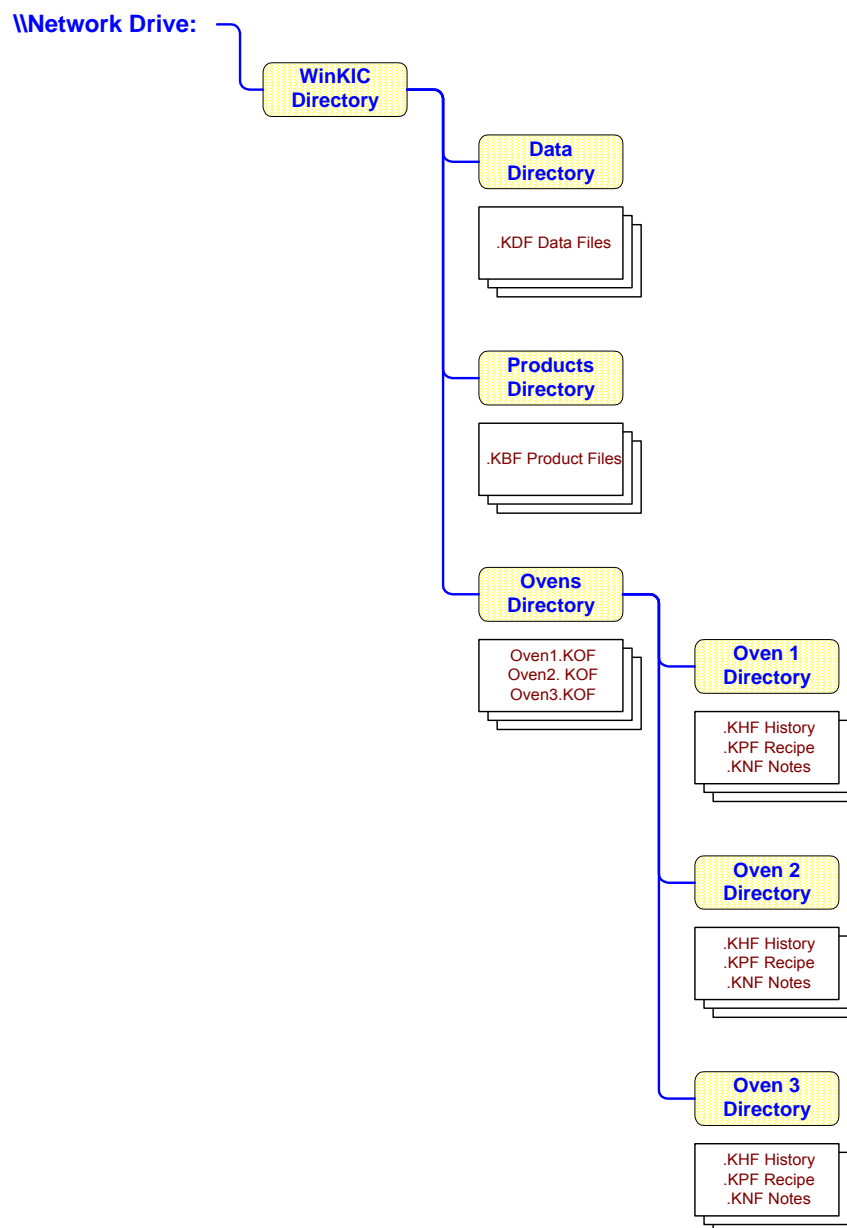 \\Network Drive:
WinKIC
Directory
Data
Directory
.KDF Data Files
Products
Directory
.KBF Product Files
Ovens
Directory
Oven1.KOF
Oven2. KOF
Oven3.KOF
Oven 1
Directory
.KHF History
.KPF Recipe
.KNF Notes
Oven 2
Directory
.KHF History
.KPF Recipe
.KNF Notes
Oven 3
Directory
.KHF History
.KPF Recipe
.KNF Notes